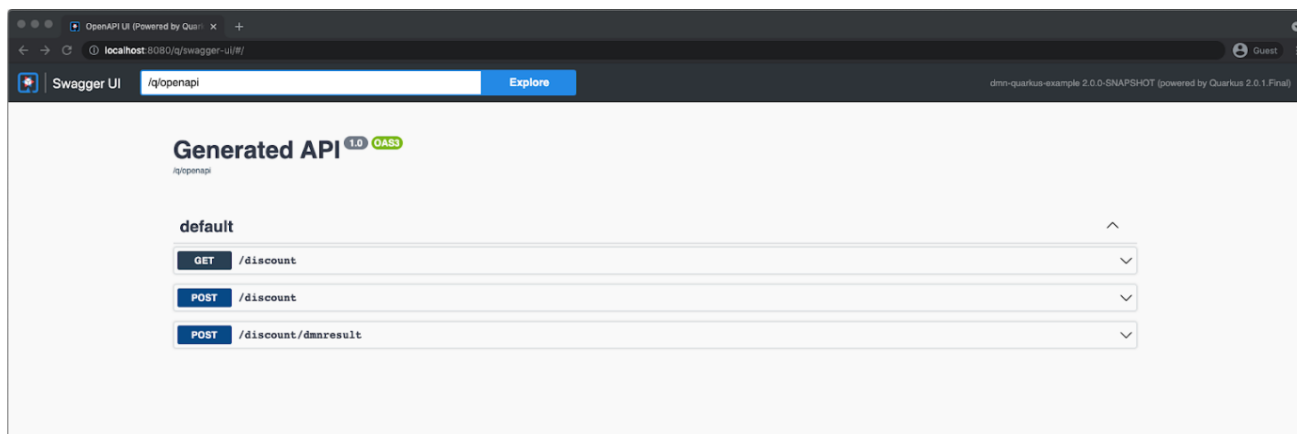 OpenAPI UI (Powered by Quar
localhost:8080/q/swagger-ui/#/
Guest
Swagger UI
/q/openapi
Explore
dmn-quarkus-example 2.0.0-SNAPSHOT (powered by Quarkus 2.0.1.Final)
Generated API 1.0 OAS3
/q/openapi
default
GET /discount
POST /discount
POST /discount/dmnresult